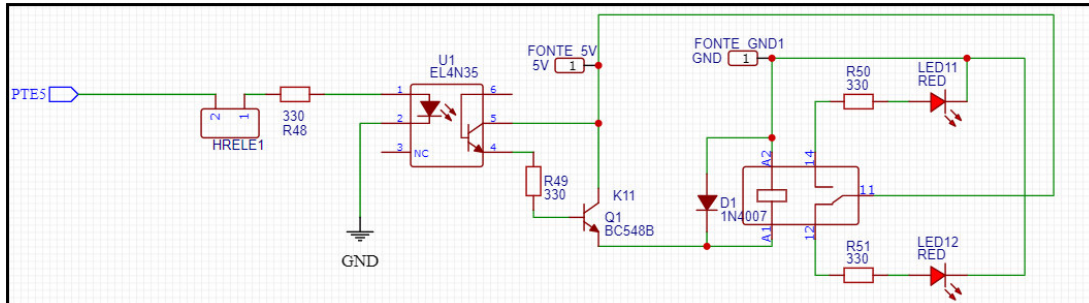 PTE5
2
1
HRELE1
330
R48
U1
EL4N35
1
2
3
NC
6
5
4
GND
FONTE_5V
5V
1
R49
330
K11
Q1
BC548B
FONTE_GND1
GND
1
D1
1N4007
A2
A1
14
12
11
R50
330
LED11
RED
R51
330
LED12
RED